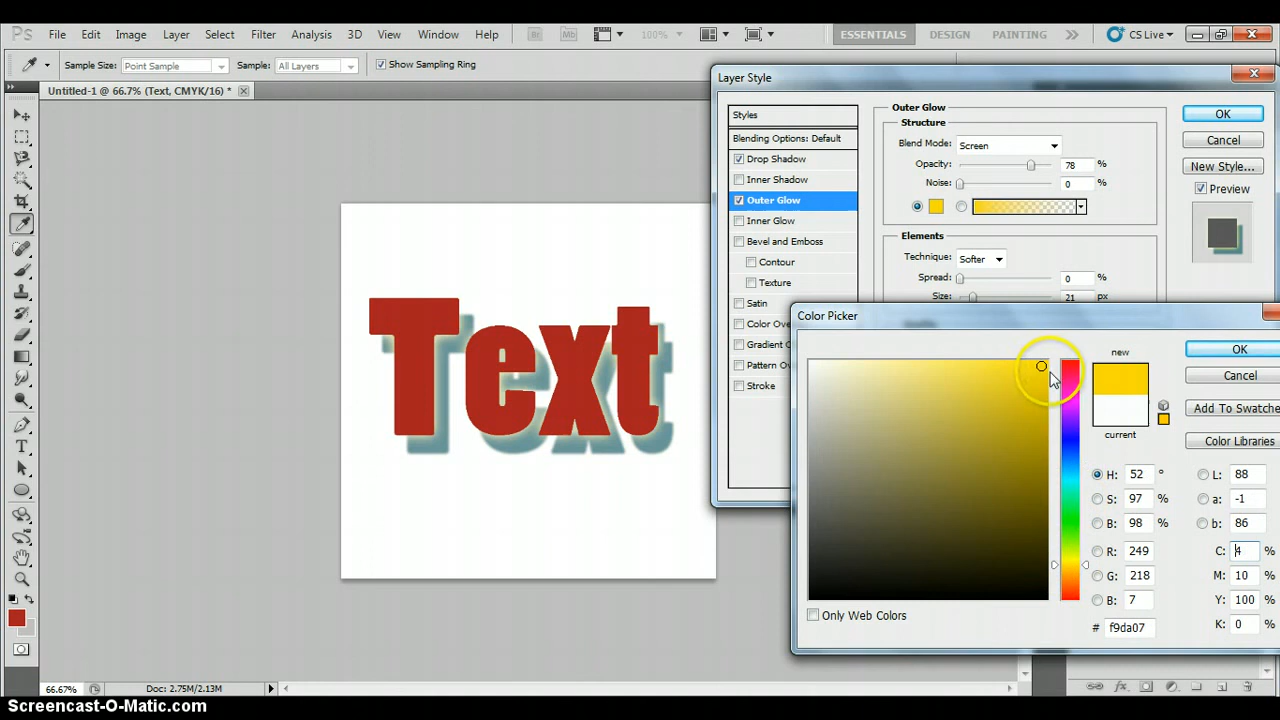 Ps File Edit Image Layer Select Filter Analysis 3D View Window Help Br Mb 100% ESSENTIALS DESIGN PAINTING CS Live
Sample Size: Point Sample Sample: All Layers Show Sampling Ring
Untitled-1 @ 66.7% (Text, CMYK/16) *
Text
66.67% Doc: 2.75M/2.13M
Layer Style
Styles
Blending Options: Default
Drop Shadow
Inner Shadow
Outer Glow
Inner Glow
Bevel and Emboss
Contour
Texture
Satin
Color Ove
Gradient C
Pattern Ov
Stroke
Outer Glow
Structure
Blend Mode: Screen
Opacity: 78 %
Noise: 0 %
Elements
Technique: Softer
Spread: 0 %
Size: 21 px
OK
Cancel
New Style...
Preview
Color Picker
new
current
OK
Cancel
Add To Swatche
Color Libraries
H: 52 ° L: 88
S: 97 % a: -1
B: 98 % b: 86
R: 249 C: 4 %
G: 218 M: 10 %
B: 7 Y: 100 %
# f9da07 K: 0 %
Only Web Colors
fx
Screencast-O-Matic.com